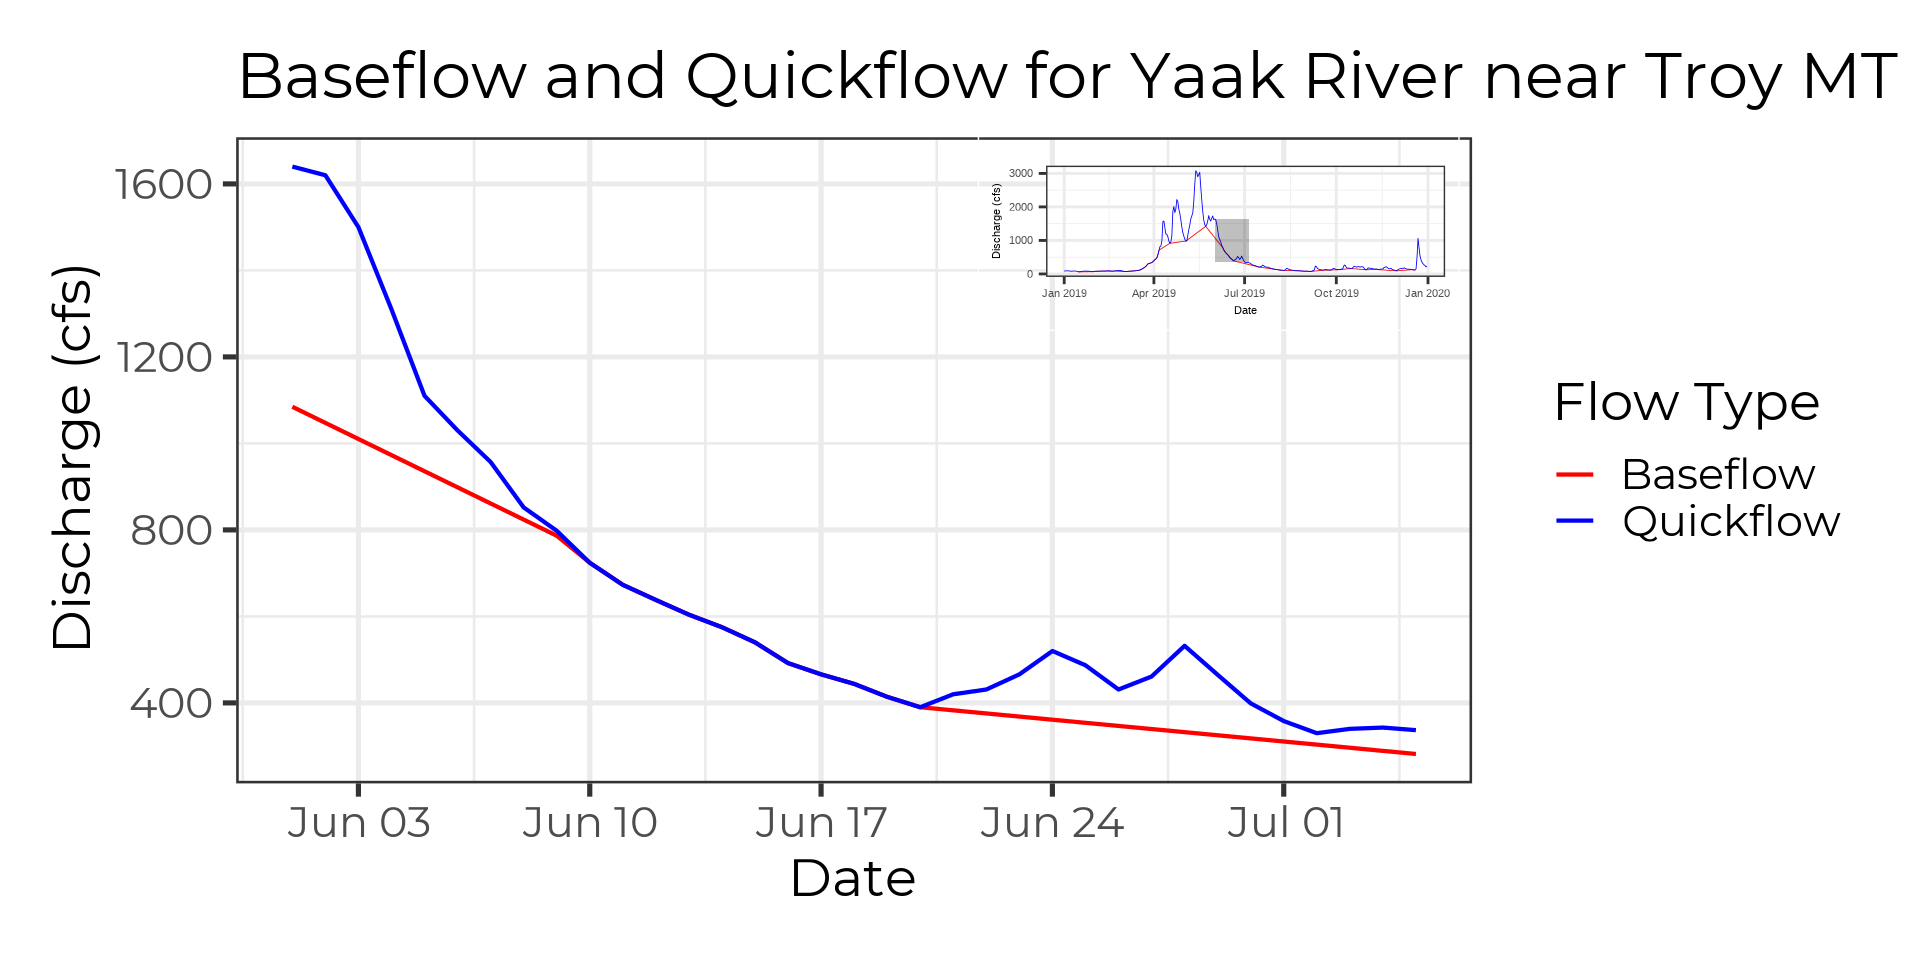 Baseflow and Quickflow for Yaak River near Troy MT
Discharge (cfs)
1600
1200
800
400
Jun 03 Jun 10 Jun 17 Jun 24 Jul 01
Date
Discharge (cfs)
3000
2000
1000
0
Jan 2019 Apr 2019 Jul 2019 Oct 2019 Jan 2020
Date
Flow Type
Baseflow
Quickflow